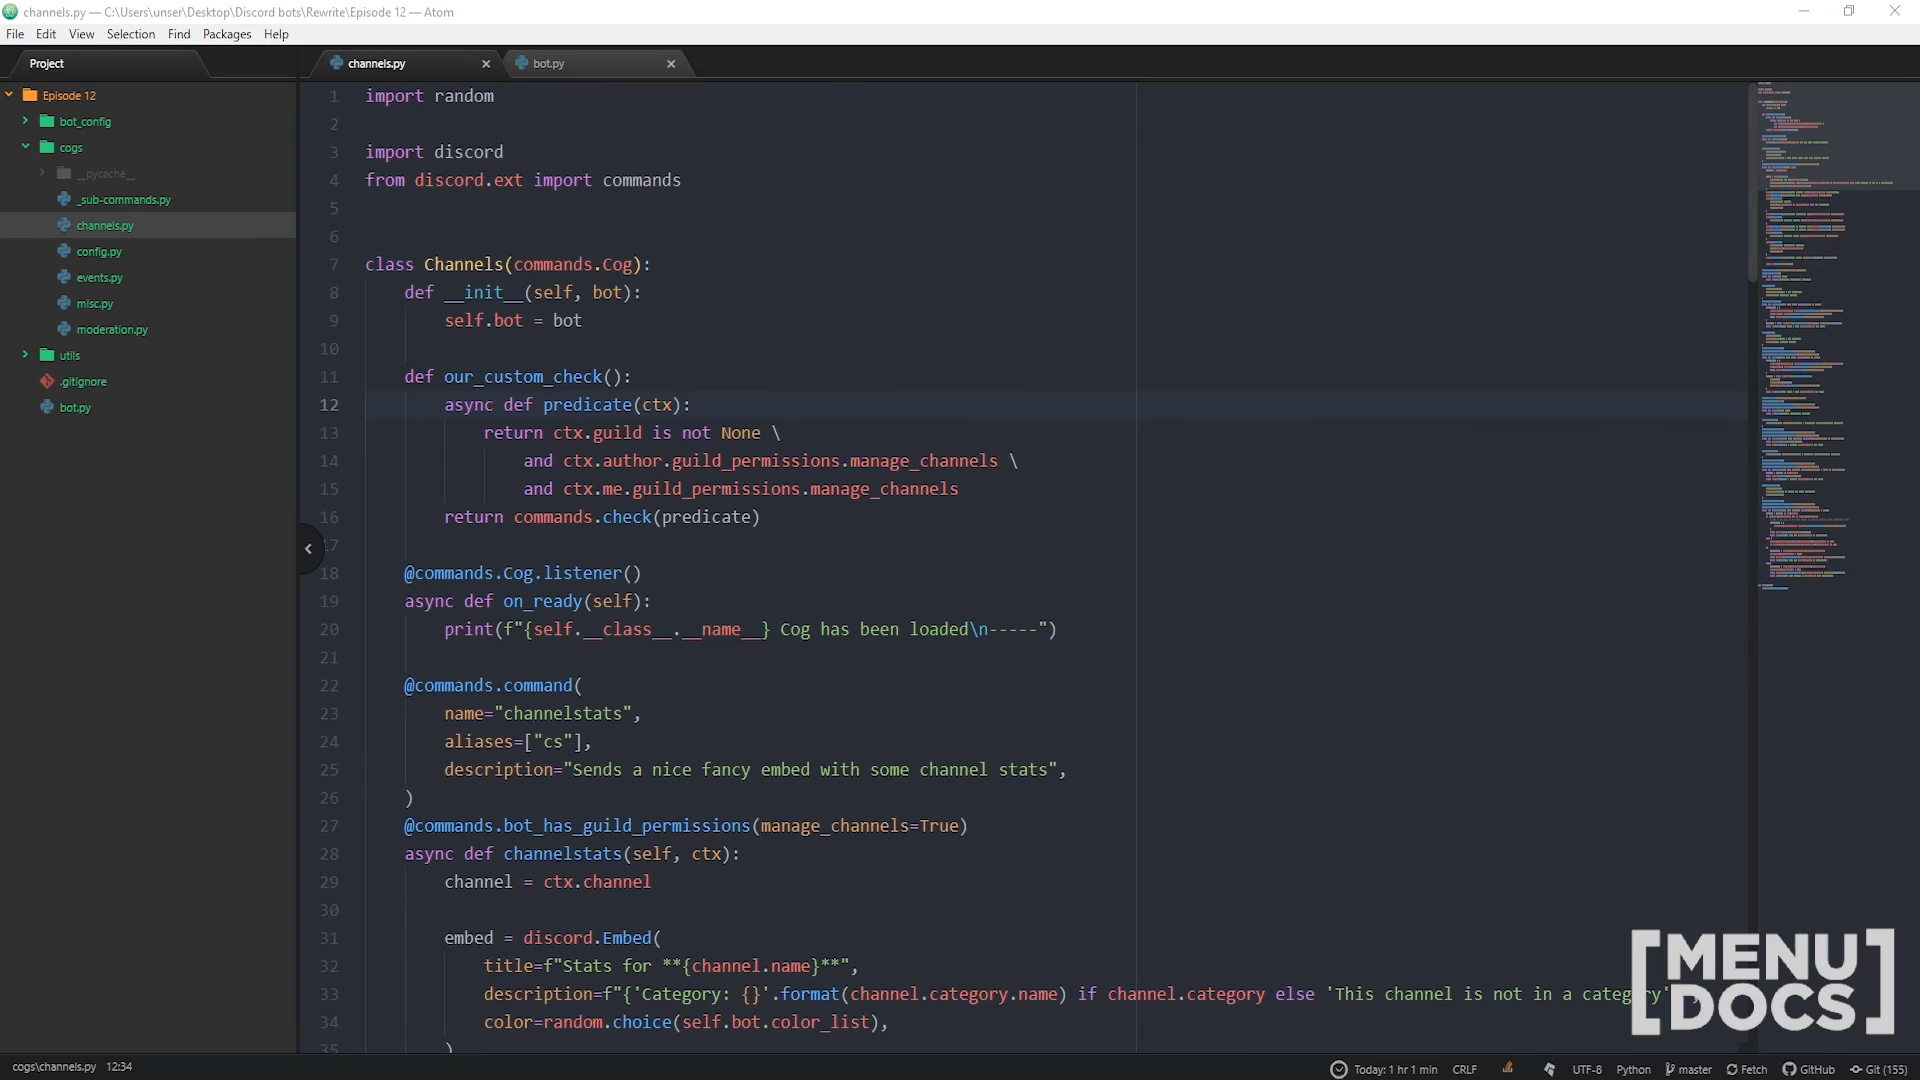 channels.py — C:\Users\unser\Desktop\Discord bots\Rewrite\Episode 12 — Atom
File Edit View Selection Find Packages Help
Project
channels.py
bot.py
Episode 12
bot_config
cogs
__pycache__
_sub-commands.py
channels.py
config.py
events.py
misc.py
moderation.py
utils
.gitignore
bot.py
1 import random
2
3 import discord
4 from discord.ext import commands
5
6
7 class Channels(commands.Cog):
8 def __init__(self, bot):
9 self.bot = bot
10
11 def our_custom_check():
12 async def predicate(ctx):
13 return ctx.guild is not None \
14 and ctx.author.guild_permissions.manage_channels \
15 and ctx.me.guild_permissions.manage_channels
16 return commands.check(predicate)
17
18 @commands.Cog.listener()
19 async def on_ready(self):
20 print(f"{self.__class__.__name__} Cog has been loaded\n-----")
21
22 @commands.command(
23 name="channelstats",
24 aliases=["cs"],
25 description="Sends a nice fancy embed with some channel stats",
26 )
27 @commands.bot_has_guild_permissions(manage_channels=True)
28 async def channelstats(self, ctx):
29 channel = ctx.channel
30
31 embed = discord.Embed(
32 title=f"Stats for **{channel.name}**",
33 description=f"{'Category: {}'.format(channel.category.name) if channel.category else 'This channel is not in a category'
34 color=random.choice(self.bot.color_list),
35 )
[MENU
DOCS]
cogs\channels.py 12:34
Today: 1 hr 1 min CRLF UTF-8 Python master Fetch GitHub Git (155)